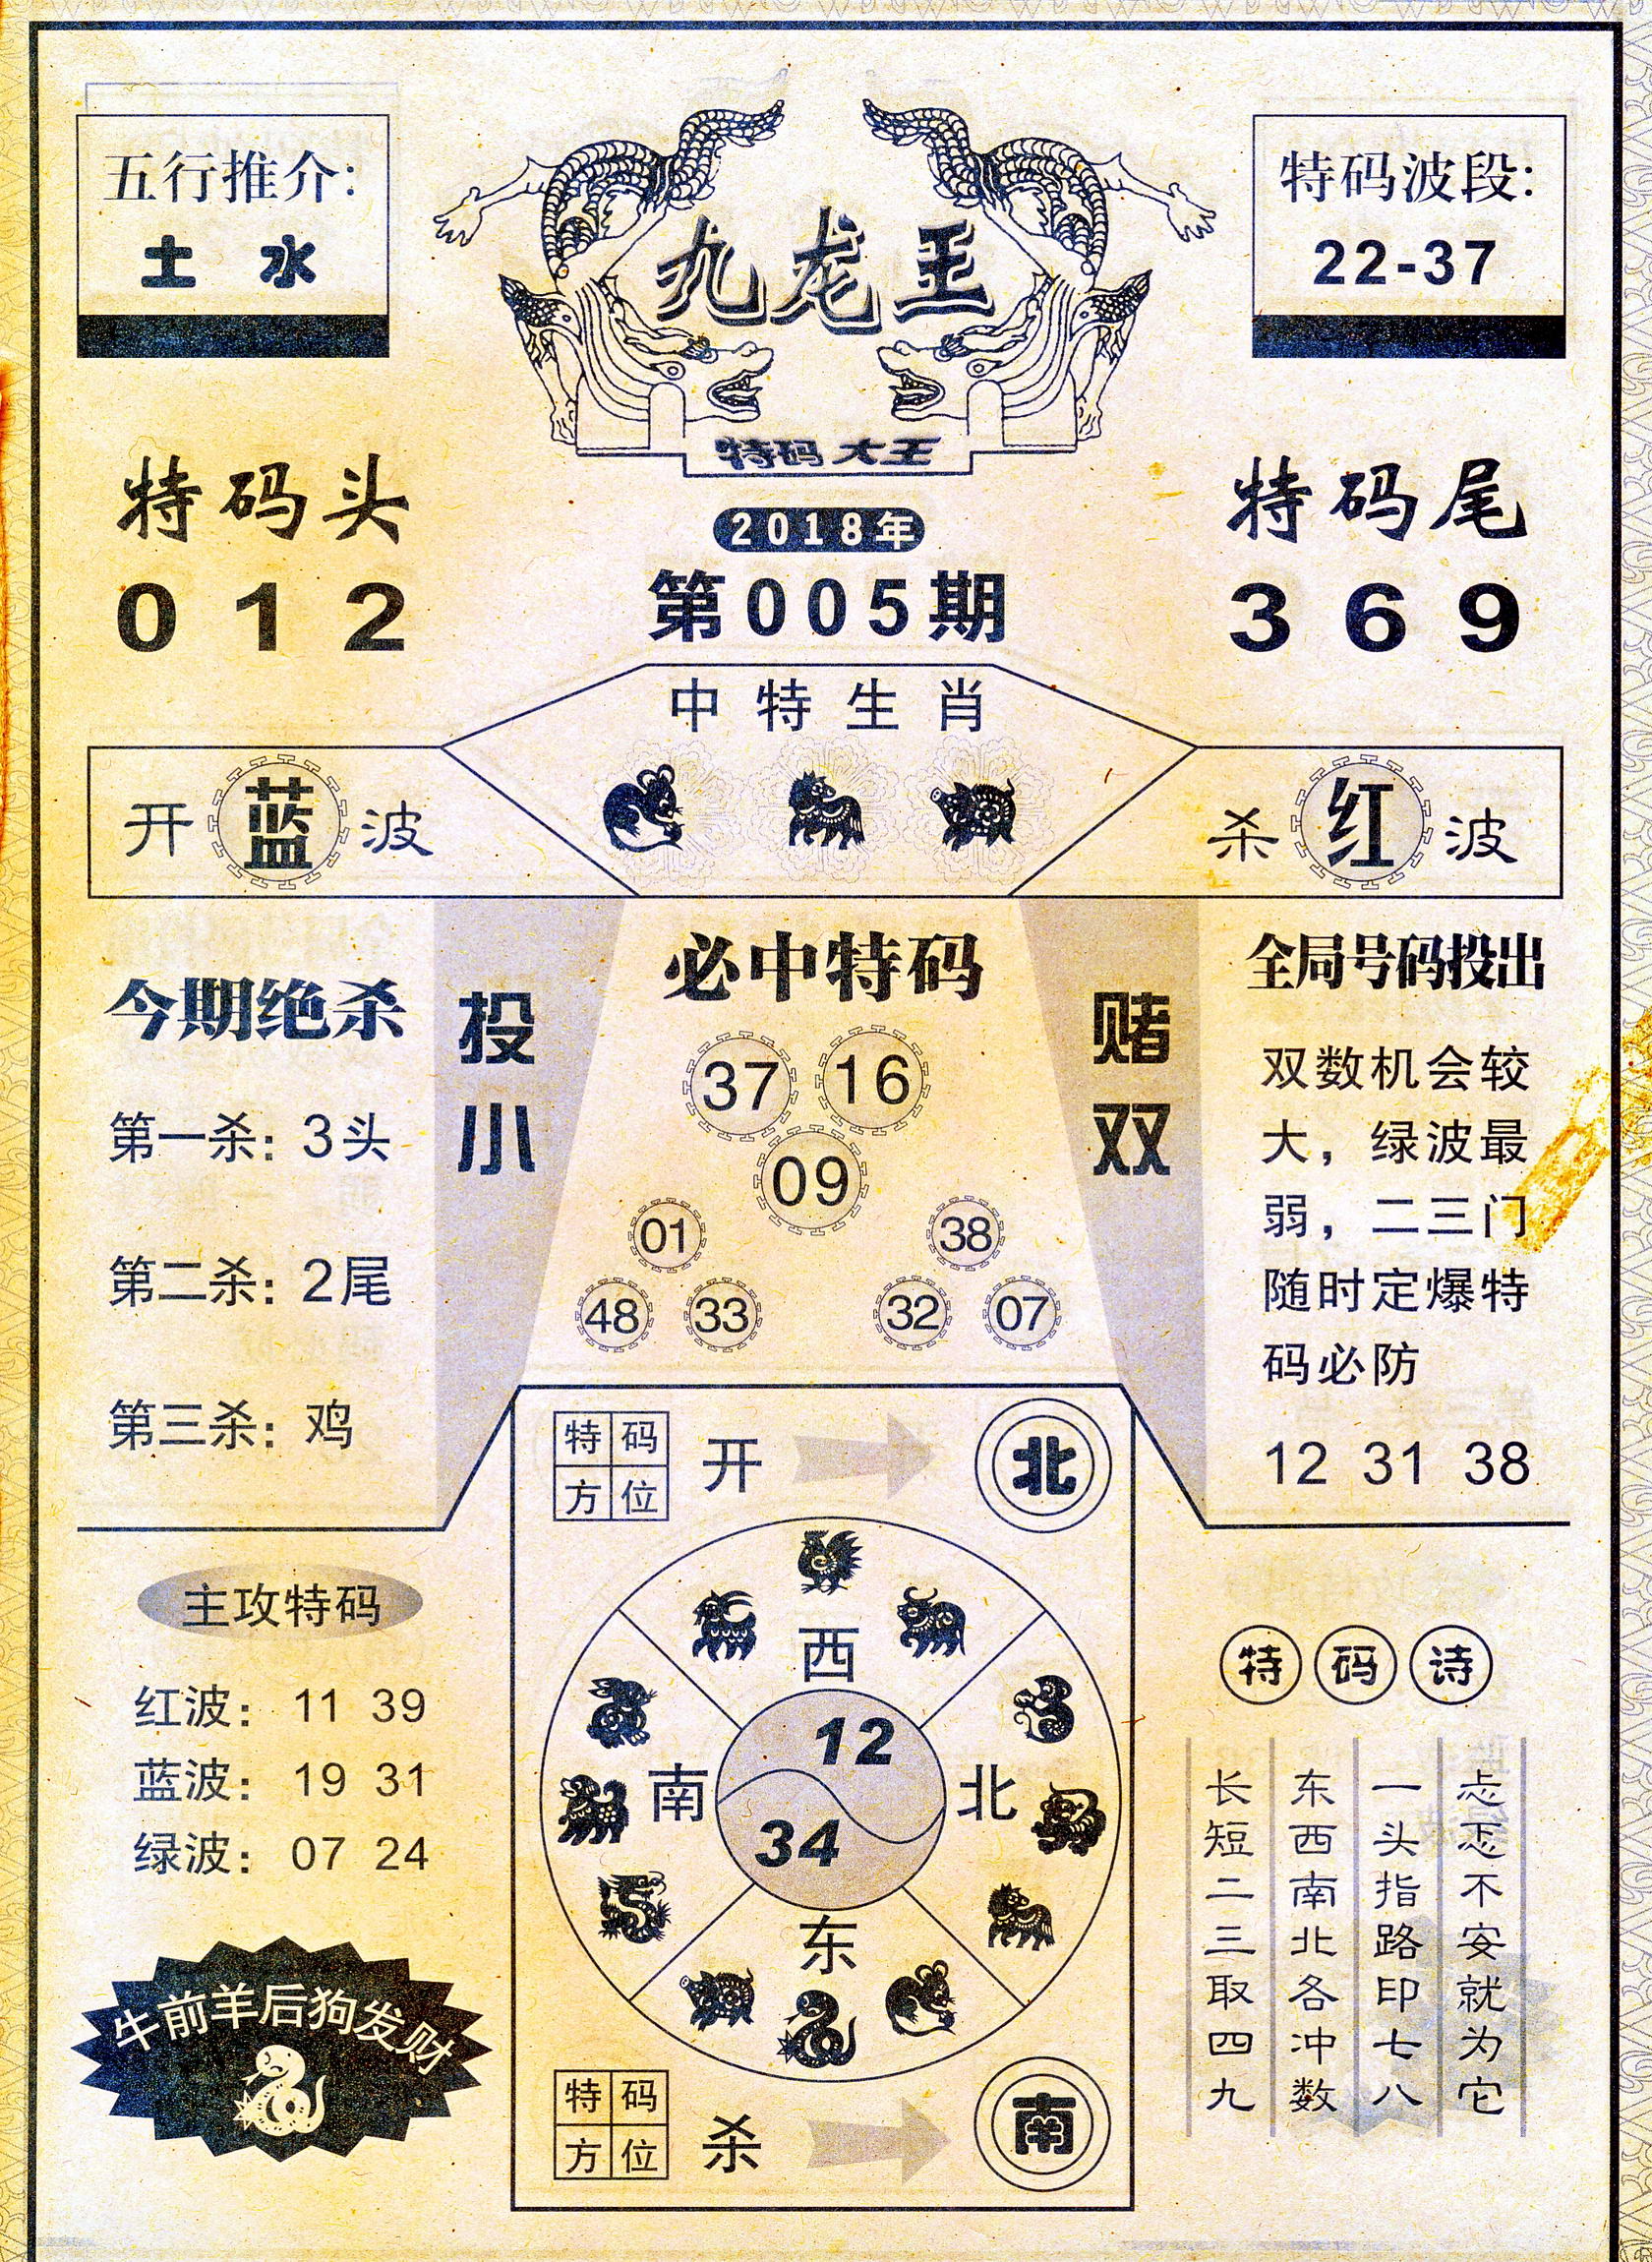 五行推介:
土 水
九龙王
特码大王
特码波段:
22-37
特码头
0 1 2
2018年
第005期
特码尾
3 6 9
中特生肖
开蓝波
杀红波
今期绝杀
第一杀: 3头
第二杀: 2尾
第三杀: 鸡
投小
必中特码
37 16
09
01
48 33
38
32 07
赌双
全局号码投出
双数机会较
大，绿波最
弱，二三门
随时定爆特
码必防
12 31 38
特码
方位
开
北
西
南
北
东
12
34
特码
方位
杀
南
主攻特码
红波: 11 39
蓝波: 19 31
绿波: 07 24
牛前羊后狗发财
特码诗
忐忑不安就为它
一头指路印七八
东西南北各冲数
长短二三取四九